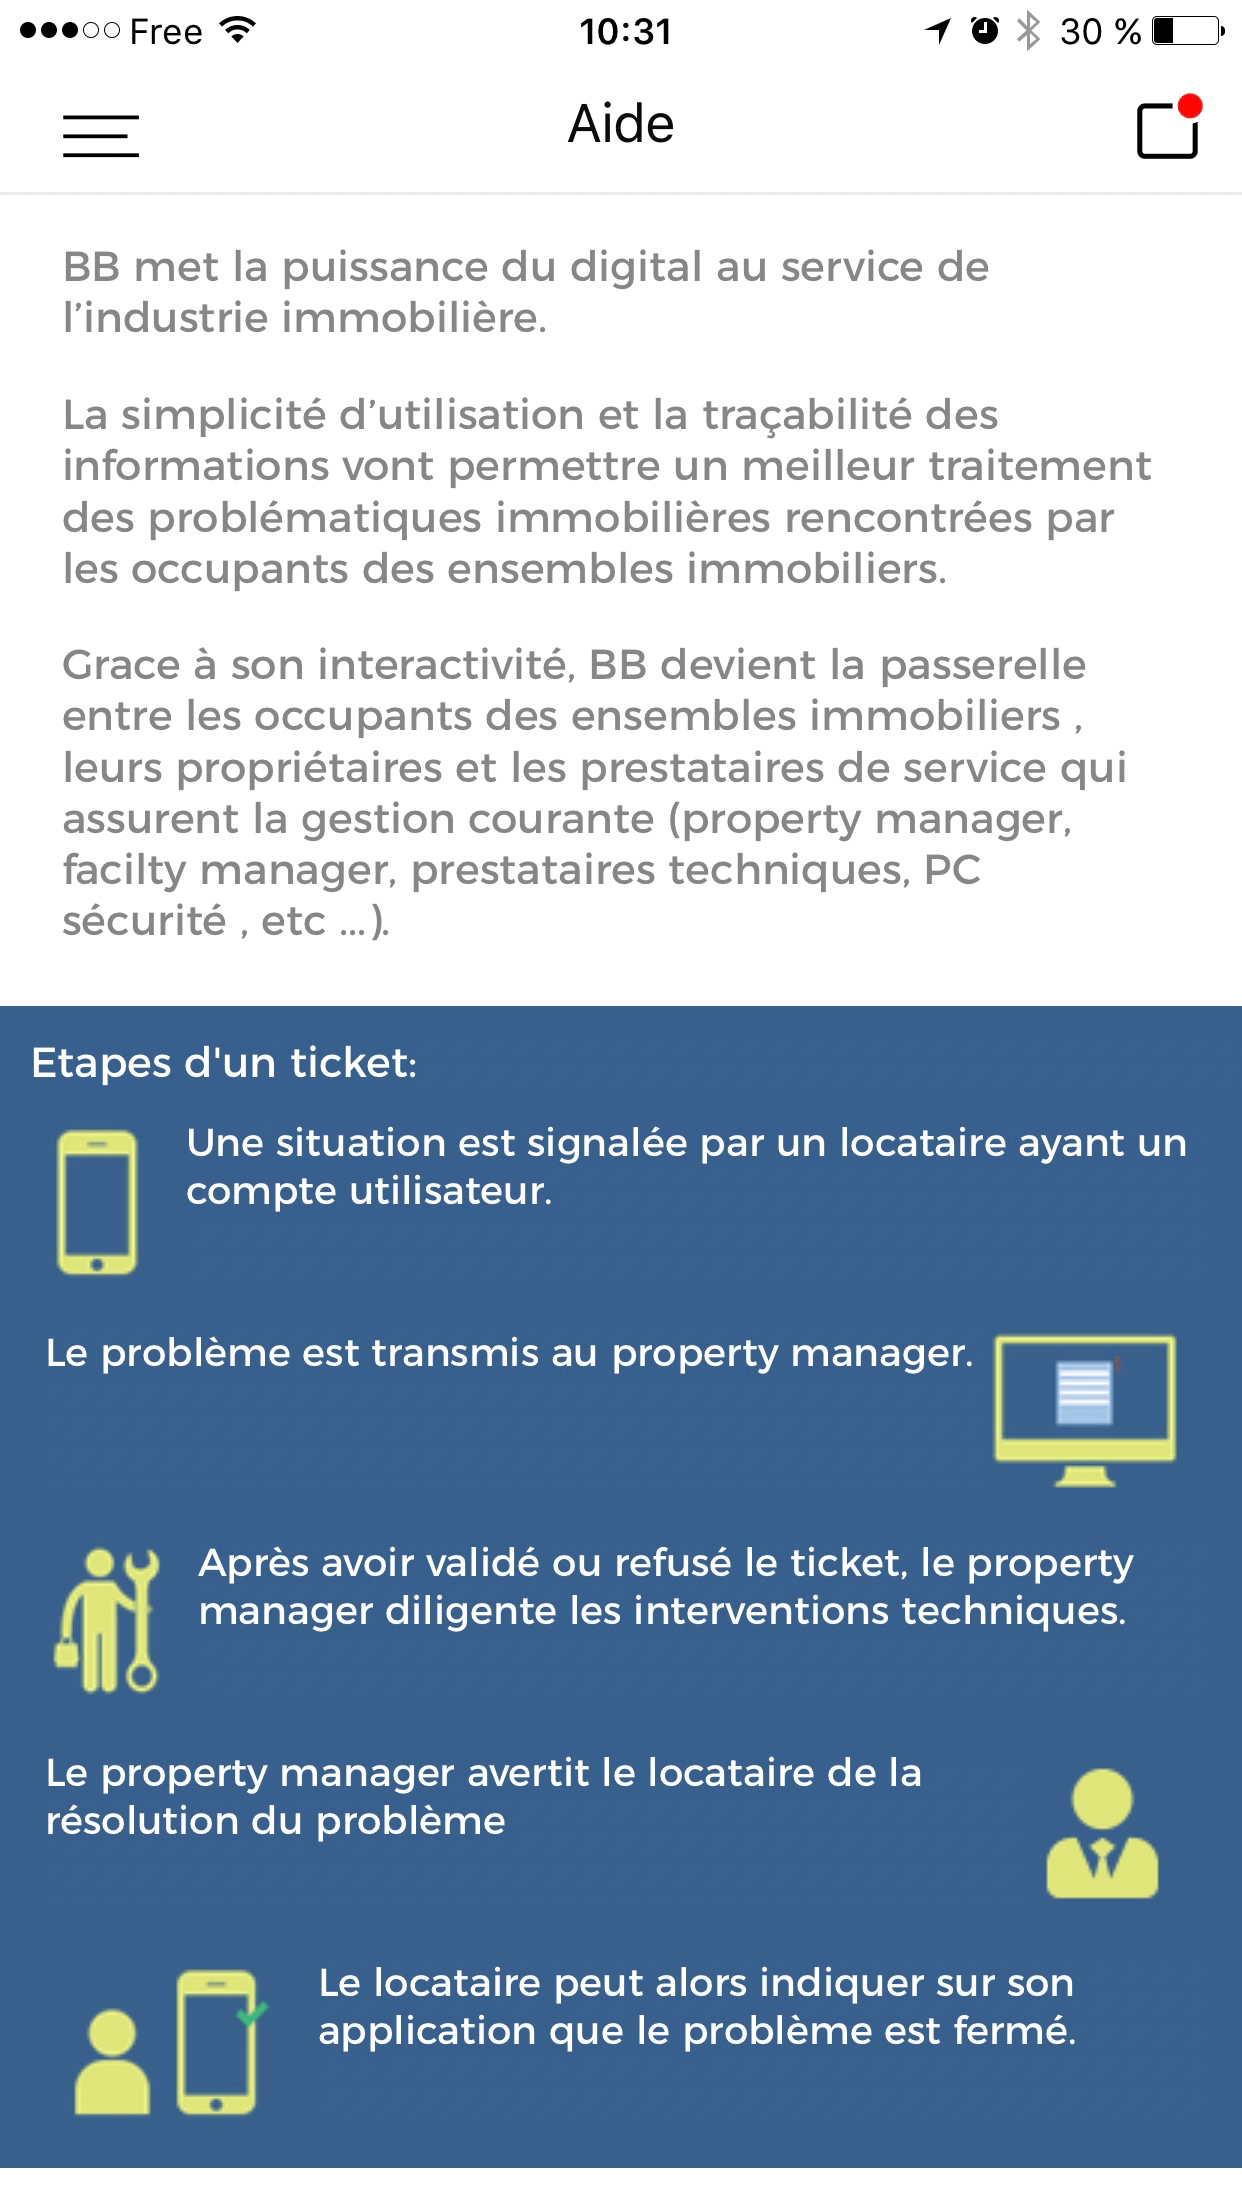 Free 10:31 30 %
Aide
BB met la puissance du digital au service de
l’industrie immobilière.
La simplicité d’utilisation et la traçabilité des
informations vont permettre un meilleur traitement
des problématiques immobilières rencontrées par
les occupants des ensembles immobiliers.
Grace à son interactivité, BB devient la passerelle
entre les occupants des ensembles immobiliers ,
leurs propriétaires et les prestataires de service qui
assurent la gestion courante (property manager,
facilty manager, prestataires techniques, PC
sécurité , etc ...).
Etapes d'un ticket:
Une situation est signalée par un locataire ayant un
compte utilisateur.
Le problème est transmis au property manager.
Après avoir validé ou refusé le ticket, le property
manager diligente les interventions techniques.
Le property manager avertit le locataire de la
résolution du problème
Le locataire peut alors indiquer sur son
application que le problème est fermé.